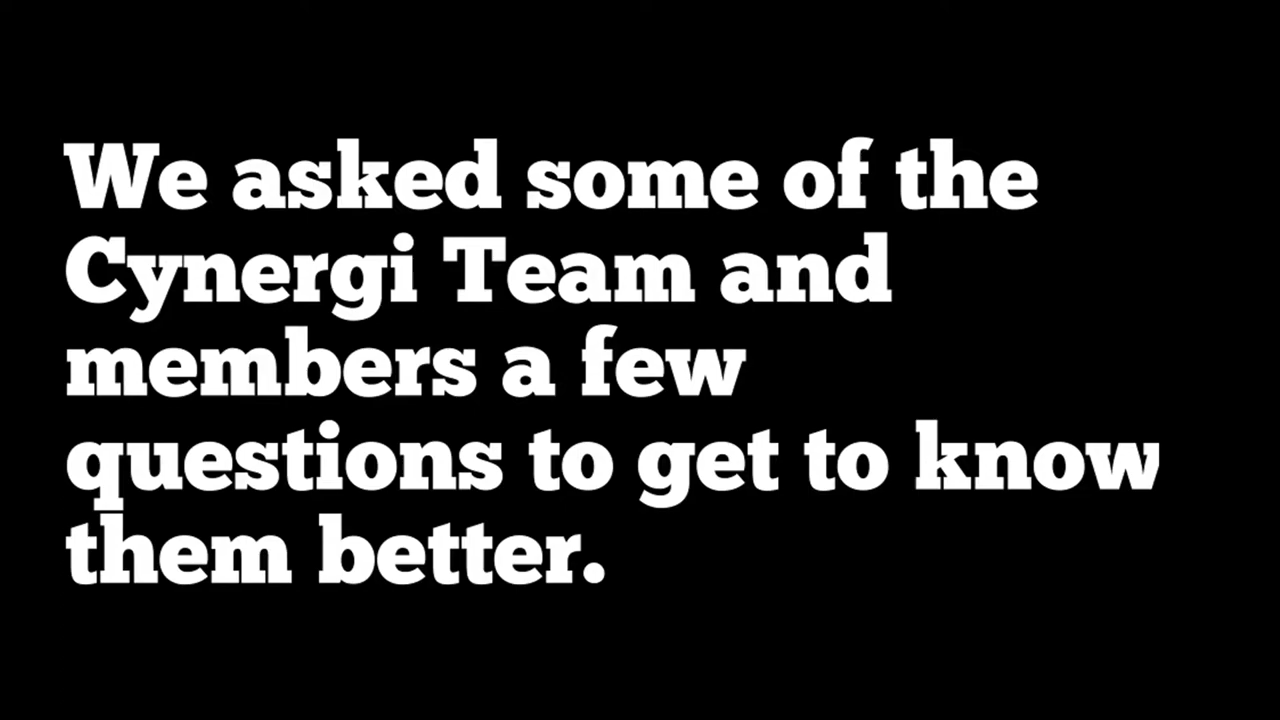 We asked some of the
Cynergi Team and
members a few
questions to get to know
them better.